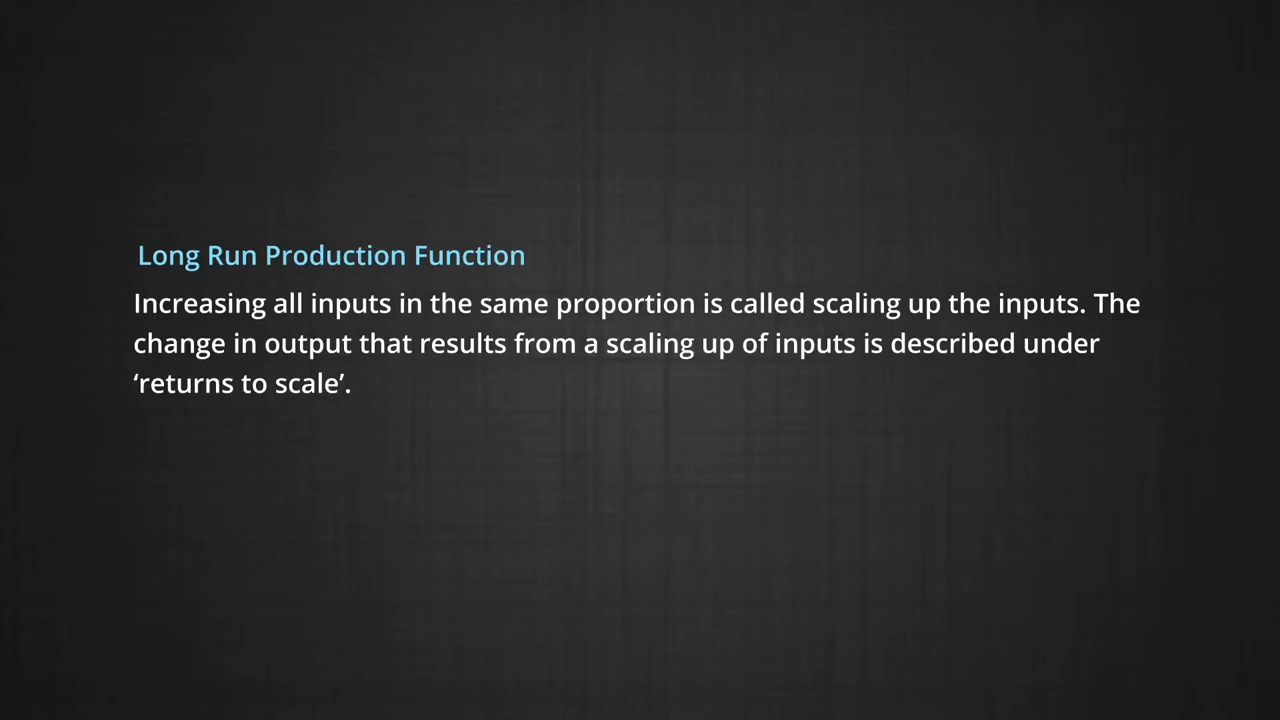 Long Run Production Function
Increasing all inputs in the same proportion is called scaling up the inputs. The
change in output that results from a scaling up of inputs is described under
‘returns to scale’.